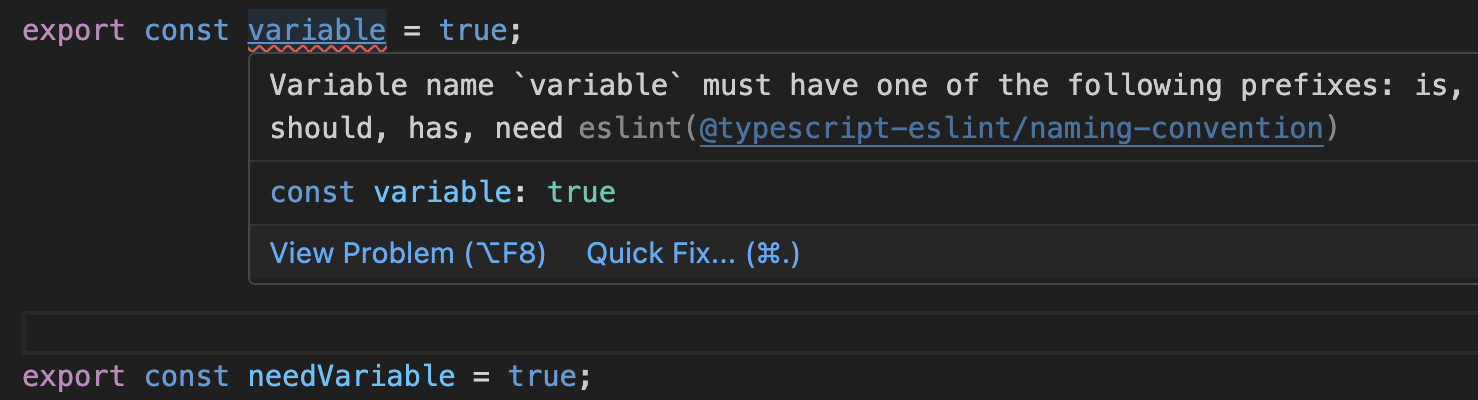 export const variable = true;
Variable name `variable` must have one of the following prefixes: is,
should, has, need eslint(@typescript-eslint/naming-convention)
const variable: true
View Problem (⌥F8) Quick Fix... (⌘.)
export const needVariable = true;